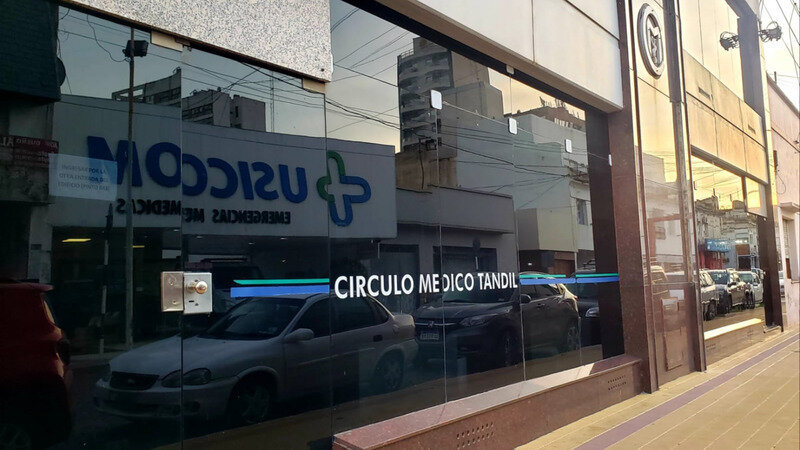 USICOM
EMERGENCIAS MEDICAS
CIRCULO MEDICO TANDIL